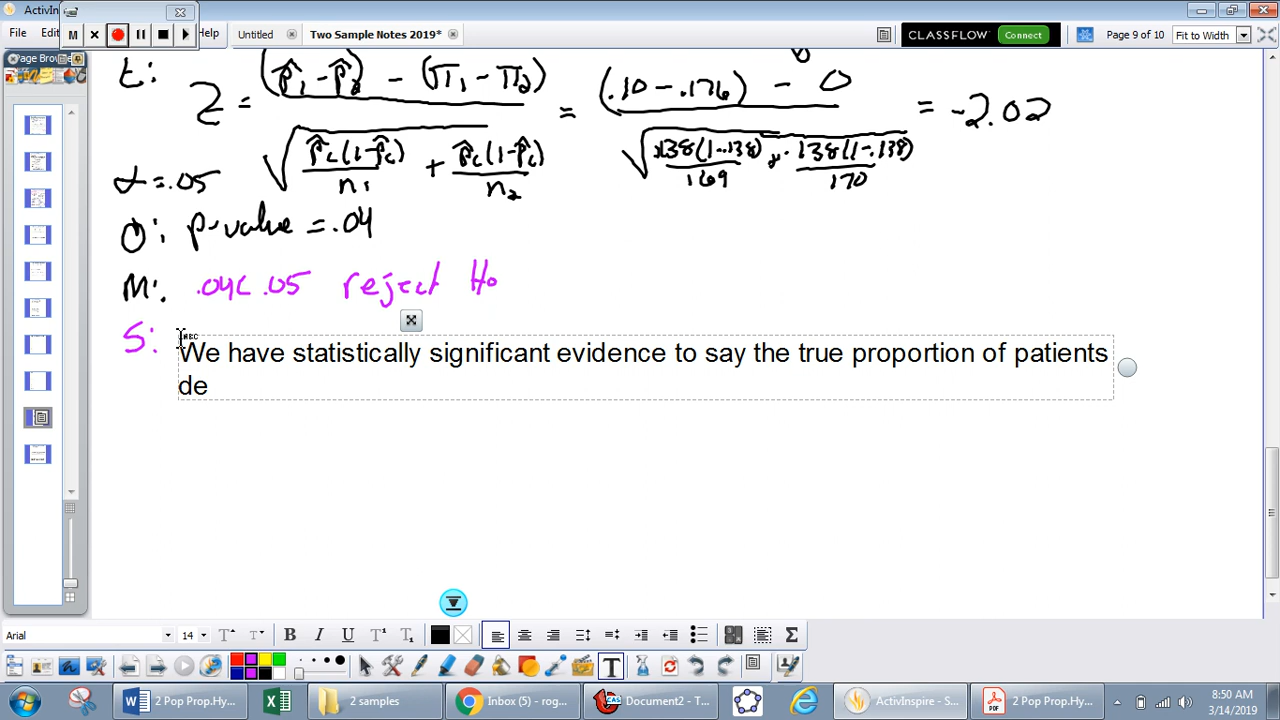 ActivIn
Untitled
Two Sample Notes 2019*
CLASSFLOW
Connect
Page 9 of 10
Fit to Width
File
Edi
Help
Page Brow
M
t:
Z = (p̂₁ - p̂₂) - (π₁ - π₂) / √(p̂c(1-p̂c)/n₁ + p̂c(1-p̂c)/n₂) = (.10 - .176) - 0 / √(.138(1-.138)/169 + .138(1-.138)/170) = -2.02
α = .05
O: p-value = .04
M: .04< .05 reject Ho
S:
We have statistically significant evidence to say the true proportion of patients
de
Arial
14
2 Pop Prop.Hy...
2 samples
Inbox (5) - rog...
Document2 - T...
ActivInspire - S...
2 Pop Prop.Hy...
8:50 AM
3/14/2019